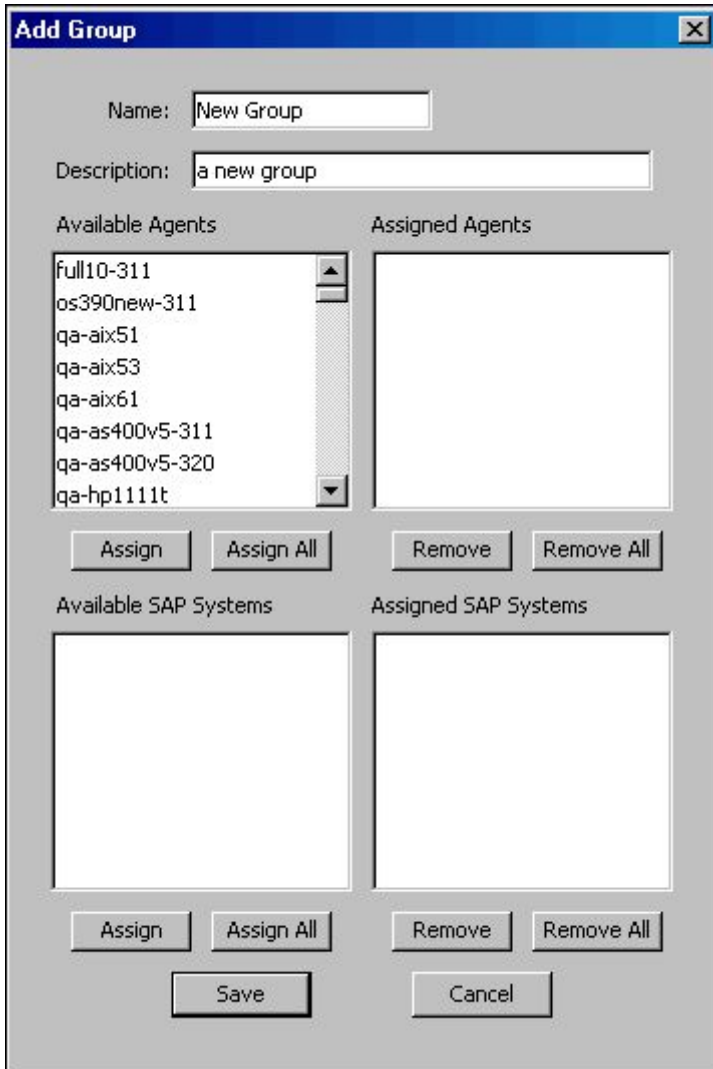 Add Group
Name: New Group
Description: a new group
Available Agents Assigned Agents
full10-311
os390new-311
qa-aix51
qa-aix53
qa-aix61
qa-as400v5-311
qa-as400v5-320
qa-hp1111t
Assign Assign All Remove Remove All
Available SAP Systems Assigned SAP Systems
Assign Assign All Remove Remove All
Save Cancel